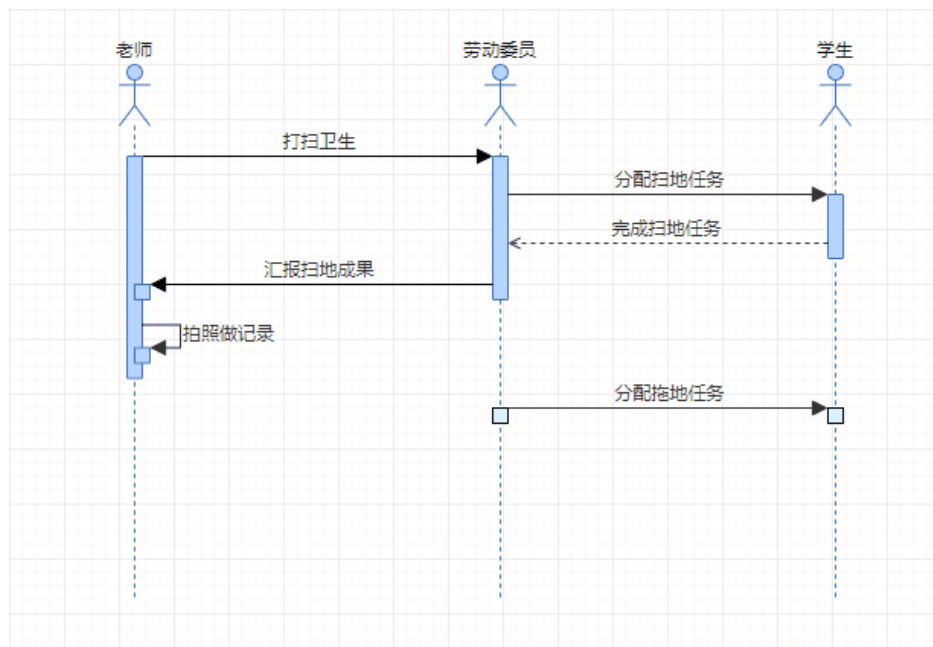 老师
劳动委员
学生
打扫卫生
分配扫地任务
完成扫地任务
汇报扫地成果
拍照做记录
分配拖地任务